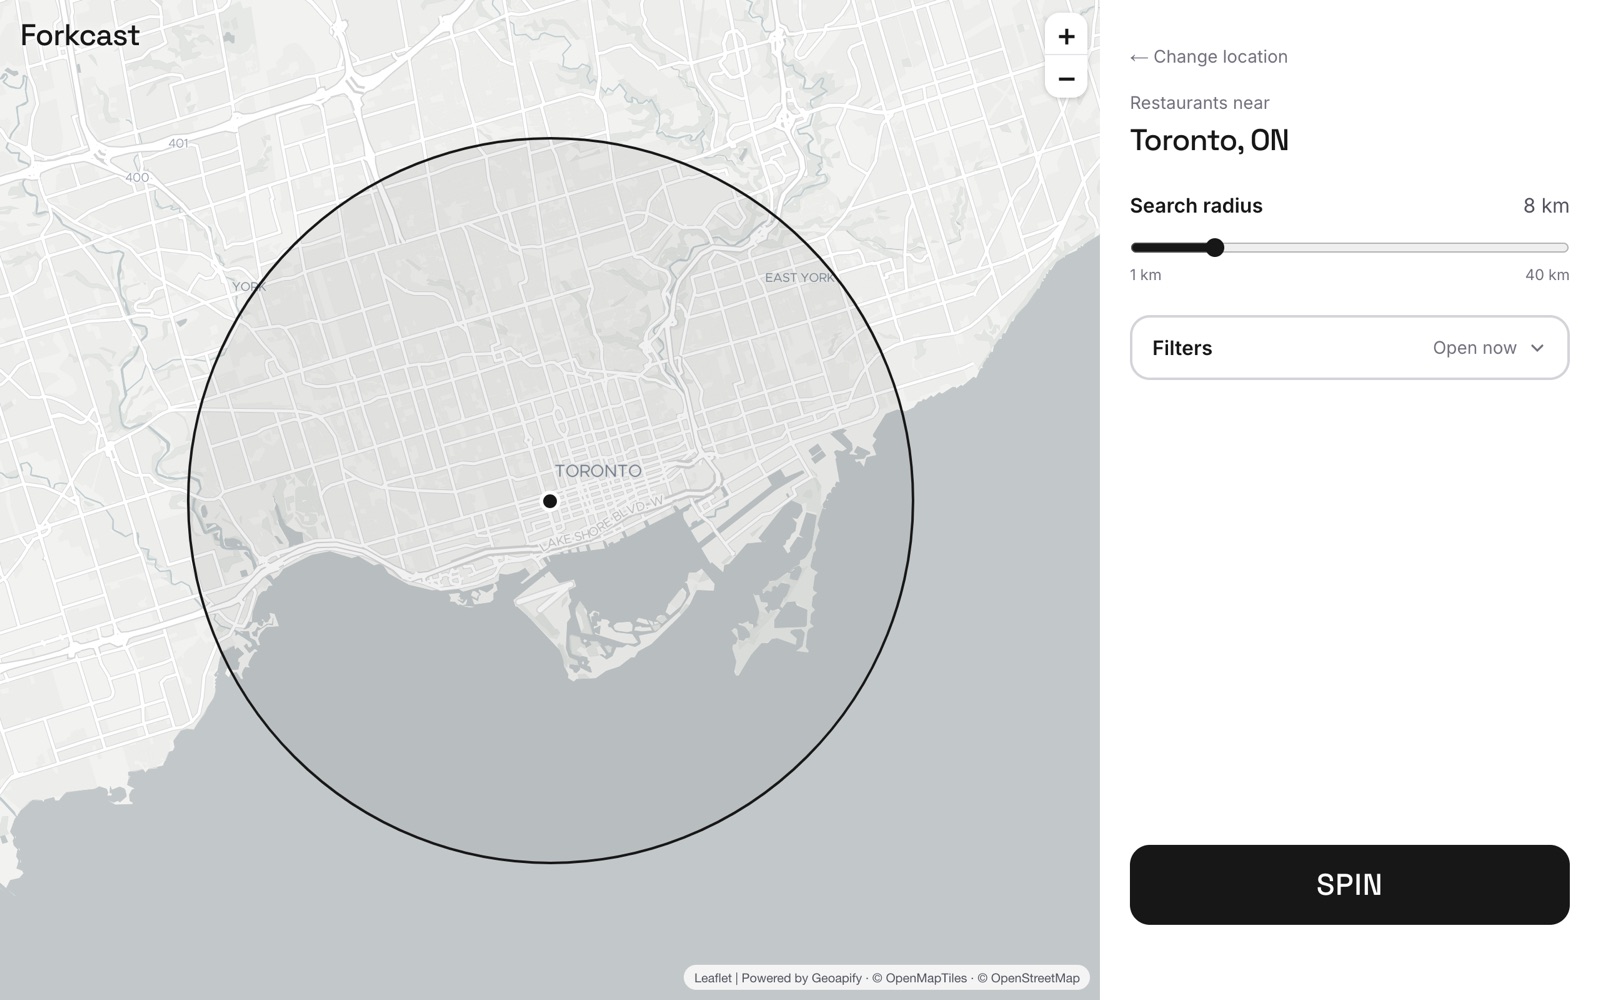 Forkcast
+
−
401
400
YORK
EAST YORK
TORONTO
LAKE SHORE BLVD W
Leaflet | Powered by Geoapify · © OpenMapTiles · © OpenStreetMap
← Change location
Restaurants near
Toronto, ON
Search radius 8 km
1 km 40 km
Filters Open now
SPIN